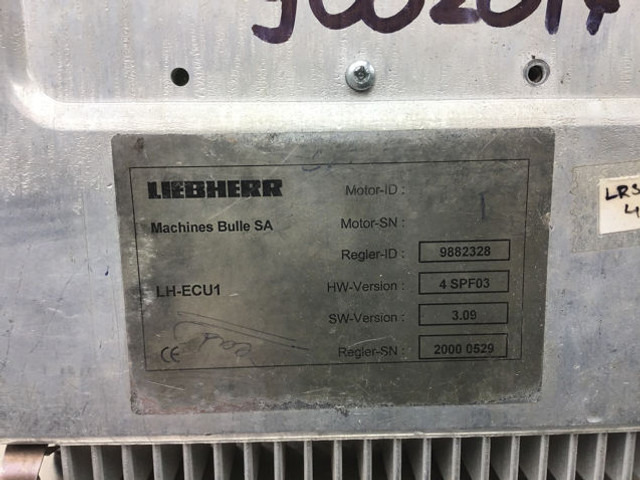 LIEBHERR
Machines Bulle SA
LH-ECU1
CE
Motor-ID :
Motor-SN :
Regler-ID : 9882328
HW-Version : 4 SPF03
SW-Version : 3.09
Regler-SN : 2000 0529